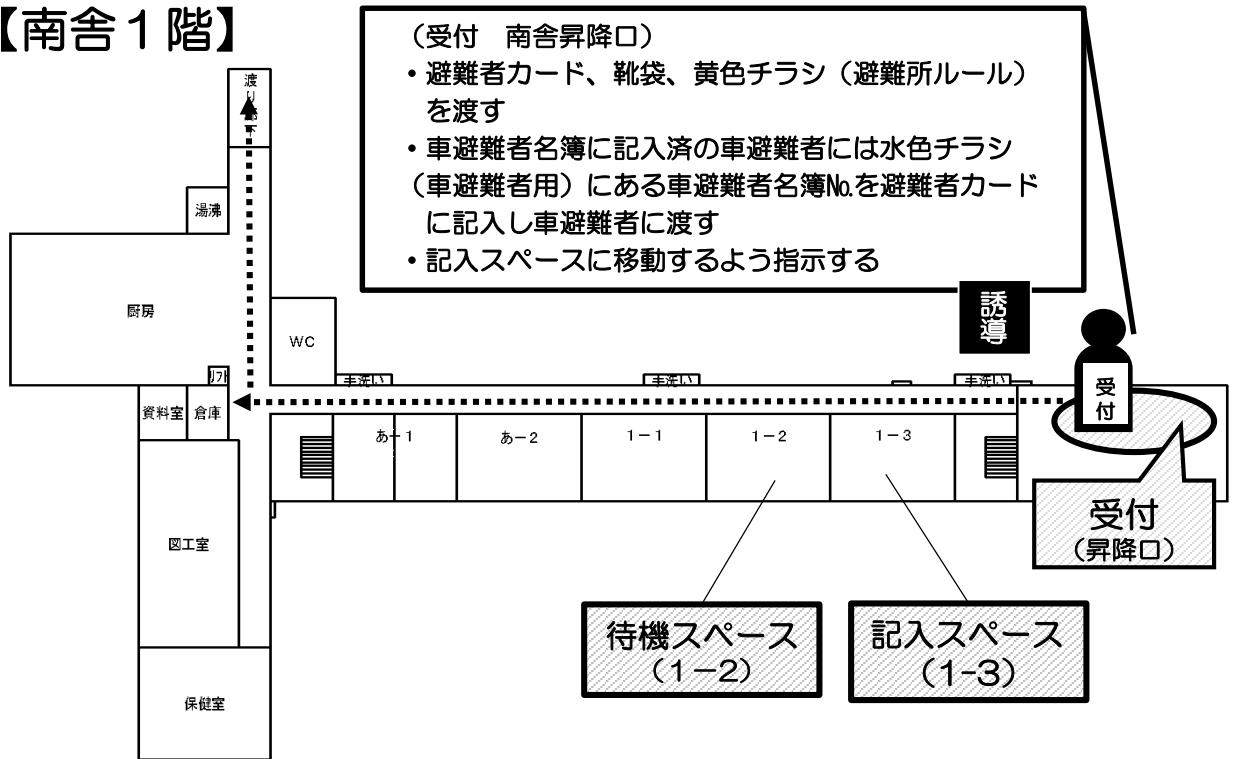 【南舎１階】
（受付　南舎昇降口）
・避難者カード、靴袋、黄色チラシ（避難所ルール）
を渡す
・車避難者名簿に記入済の車避難者には水色チラシ
（車避難者用）にある車避難者名簿№を避難者カード
に記入し車避難者に渡す
・記入スペースに移動するよう指示する
渡り廊下
湯沸
厨房
WC
誘導
リフト
手洗い
手洗い
手洗い
受付
資料室
倉庫
あ－1
あ－2
1－1
1－2
1－3
受付
（昇降口）
図工室
待機スペース
（1－2）
記入スペース
（1-3）
保健室